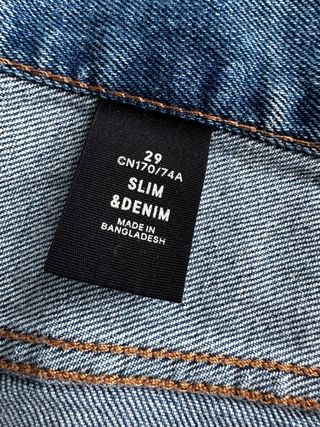 29
CN170/74A
SLIM
&DENIM
MADE IN
BANGLADESH